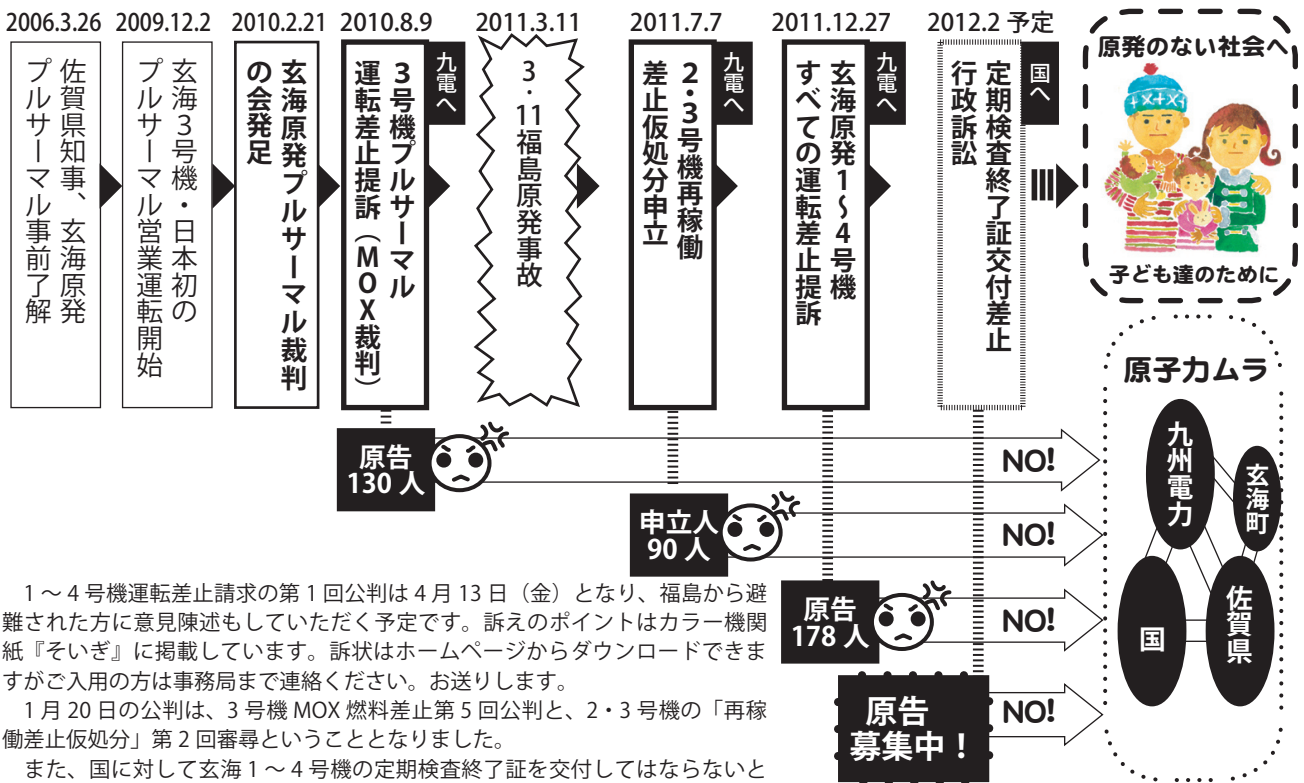 2006.3.26
佐賀県知事、玄海原発
プルサーマル事前了解
2009.12.2
玄海３号機・日本初の
プルサーマル営業運転開始
2010.2.21
玄海原発プルサーマル裁判
の会発足
2010.8.9
九電へ
３号機プルサーマル
運転差止提訴（ＭＯＸ裁判）
2011.3.11
３・11福島原発事故
2011.7.7
九電へ
２・３号機再稼働
差止仮処分申立
2011.12.27
九電へ
玄海原発１～４号機
すべての運転差止提訴
2012.2 予定
国へ
定期検査終了証交付差止
行政訴訟
原発のない社会へ
子ども達のために
原告
130 人
NO!
申立人
90 人
NO!
原告
178 人
NO!
原告
募集中！
NO!
原子力ムラ
九州電力
玄海町
国
佐賀県
１～４号機運転差止請求の第１回公判は４月 13 日（金）となり、福島から避
難された方に意見陳述もしていただく予定です。訴えのポイントはカラー機関
紙『そいぎ』に掲載しています。訴状はホームページからダウンロードできま
すがご入用の方は事務局まで連絡ください。お送りします。
１月 20 日の公判は、３号機 MOX 燃料差止第５回公判と、２・３号機の「再稼
働差止仮処分」第２回審尋ということとなりました。
また、国に対して玄海１～４号機の定期検査終了証を交付してはならないと